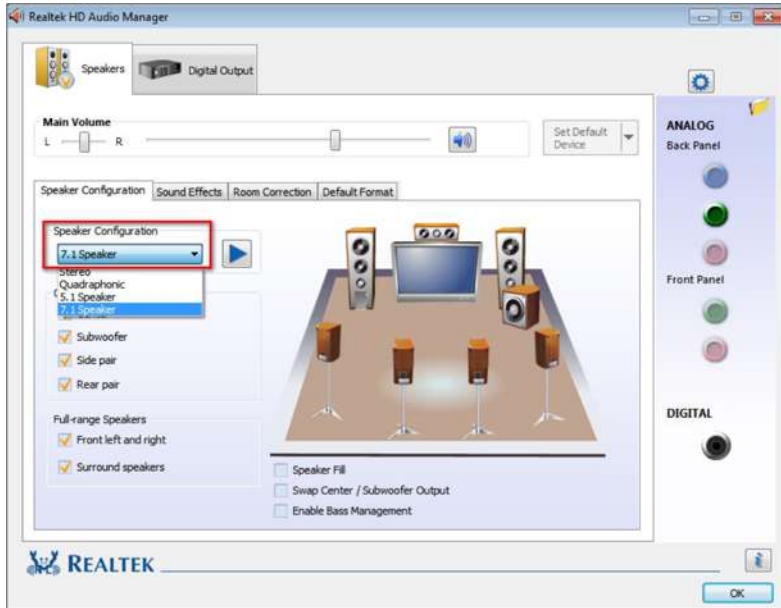 Realtek HD Audio Manager
Speakers
Digital Output
Main Volume
L
R
Set Default
Device
Speaker Configuration
Sound Effects
Room Correction
Default Format
Speaker Configuration
7.1 Speaker
Stereo
Quadraphonic
5.1 Speaker
7.1 Speaker
Subwoofer
Side pair
Rear pair
Full-range Speakers
Front left and right
Surround speakers
Speaker Fill
Swap Center / Subwoofer Output
Enable Bass Management
ANALOG
Back Panel
Front Panel
DIGITAL
REALTEK
OK